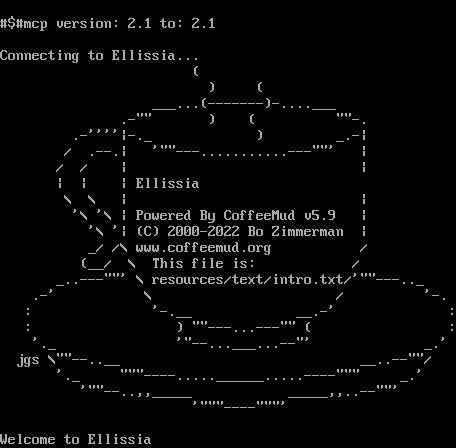 #$#mcp version: 2.1 to: 2.1
Connecting to Ellissia...
Ellissia
Powered By CoffeeMud v5.9
(C) 2000-2022 Bo Zimmerman
www.coffeemud.org
This file is:
resources/text/intro.txt
jgs
Welcome to Ellissia